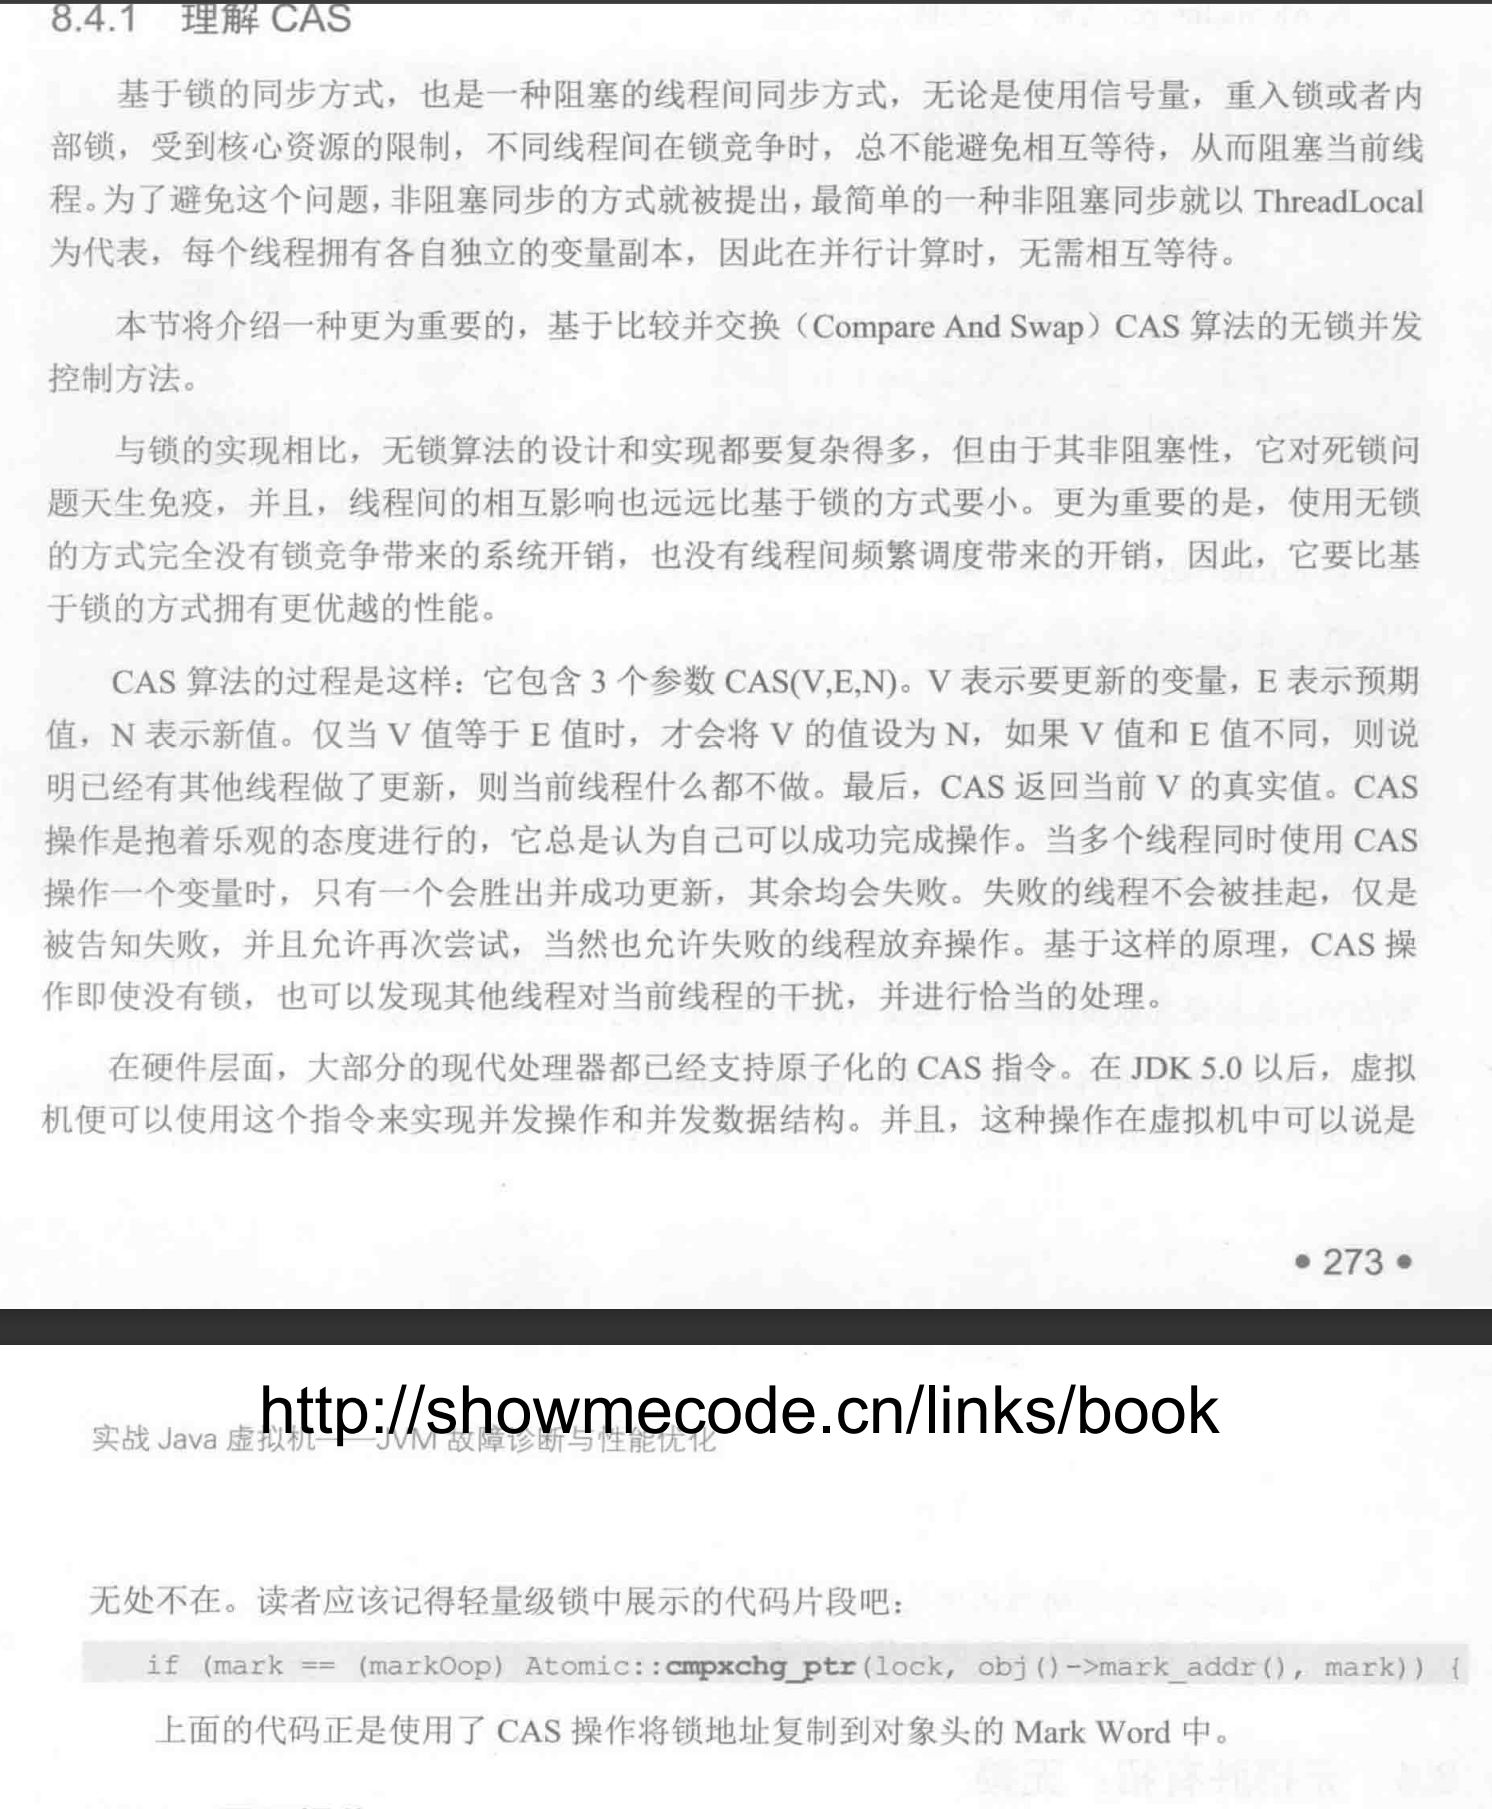 8.4.1 理解 CAS
基于锁的同步方式，也是一种阻塞的线程间同步方式，无论是使用信号量，重入锁或者内
部锁，受到核心资源的限制，不同线程间在锁竞争时，总不能避免相互等待，从而阻塞当前线
程。为了避免这个问题，非阻塞同步的方式就被提出，最简单的一种非阻塞同步就以 ThreadLocal
为代表，每个线程拥有各自独立的变量副本，因此在并行计算时，无需相互等待。
本节将介绍一种更为重要的，基于比较并交换（Compare And Swap）CAS 算法的无锁并发
控制方法。
与锁的实现相比，无锁算法的设计和实现都要复杂得多，但由于其非阻塞性，它对死锁问
题天生免疫，并且，线程间的相互影响也远远比基于锁的方式要小。更为重要的是，使用无锁
的方式完全没有锁竞争带来的系统开销，也没有线程间频繁调度带来的开销，因此，它要比基
于锁的方式拥有更优越的性能。
CAS 算法的过程是这样：它包含 3 个参数 CAS(V,E,N)。V 表示要更新的变量，E 表示预期
值，N 表示新值。仅当 V 值等于 E 值时，才会将 V 的值设为 N，如果 V 值和 E 值不同，则说
明已经有其他线程做了更新，则当前线程什么都不做。最后，CAS 返回当前 V 的真实值。CAS
操作是抱着乐观的态度进行的，它总是认为自己可以成功完成操作。当多个线程同时使用 CAS
操作一个变量时，只有一个会胜出并成功更新，其余均会失败。失败的线程不会被挂起，仅是
被告知失败，并且允许再次尝试，当然也允许失败的线程放弃操作。基于这样的原理，CAS 操
作即使没有锁，也可以发现其他线程对当前线程的干扰，并进行恰当的处理。
在硬件层面，大部分的现代处理器都已经支持原子化的 CAS 指令。在 JDK 5.0 以后，虚拟
机便可以使用这个指令来实现并发操作和并发数据结构。并且，这种操作在虚拟机中可以说是
• 273 •
http://showmecode.cn/links/book
实战 Java 虚拟机——JVM 故障诊断与性能优化
无处不在。读者应该记得轻量级锁中展示的代码片段吧：
if (mark == (markOop) Atomic::cmpxchg_ptr(lock, obj()->mark_addr(), mark)) {
上面的代码正是使用了 CAS 操作将锁地址复制到对象头的 Mark Word 中。